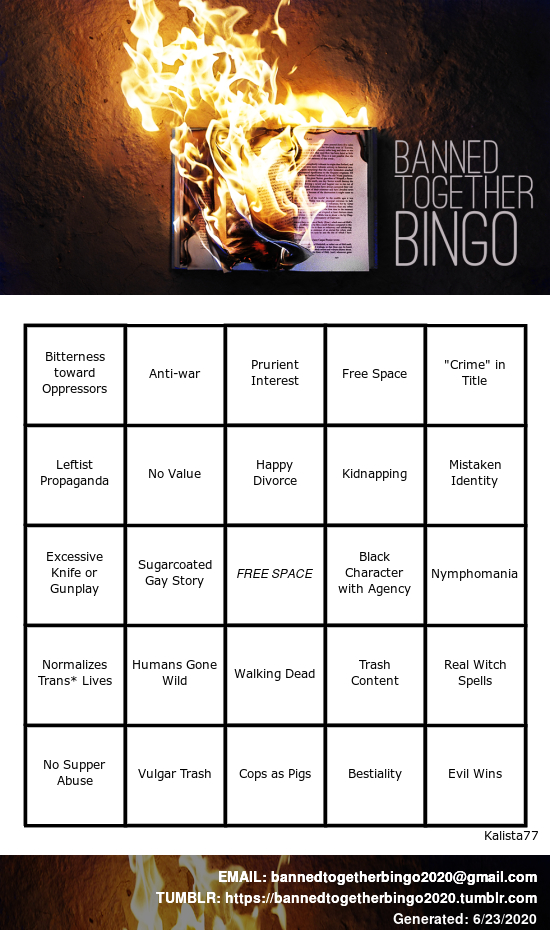 BANNED
TOGETHER
BINGO
Bitterness
toward
Oppressors
Anti-war
Prurient
Interest
Free Space
"Crime" in
Title
Leftist
Propaganda
No Value
Happy
Divorce
Kidnapping
Mistaken
Identity
Excessive
Knife or
Gunplay
Sugarcoated
Gay Story
FREE SPACE
Black
Character
with Agency
Nymphomania
Normalizes
Trans* Lives
Humans Gone
Wild
Walking Dead
Trash
Content
Real Witch
Spells
No Supper
Abuse
Vulgar Trash
Cops as Pigs
Bestiality
Evil Wins
Kalista77
EMAIL: bannedtogetherbingo2020@gmail.com
TUMBLR: https://bannedtogetherbingo2020.tumblr.com
Generated: 6/23/2020